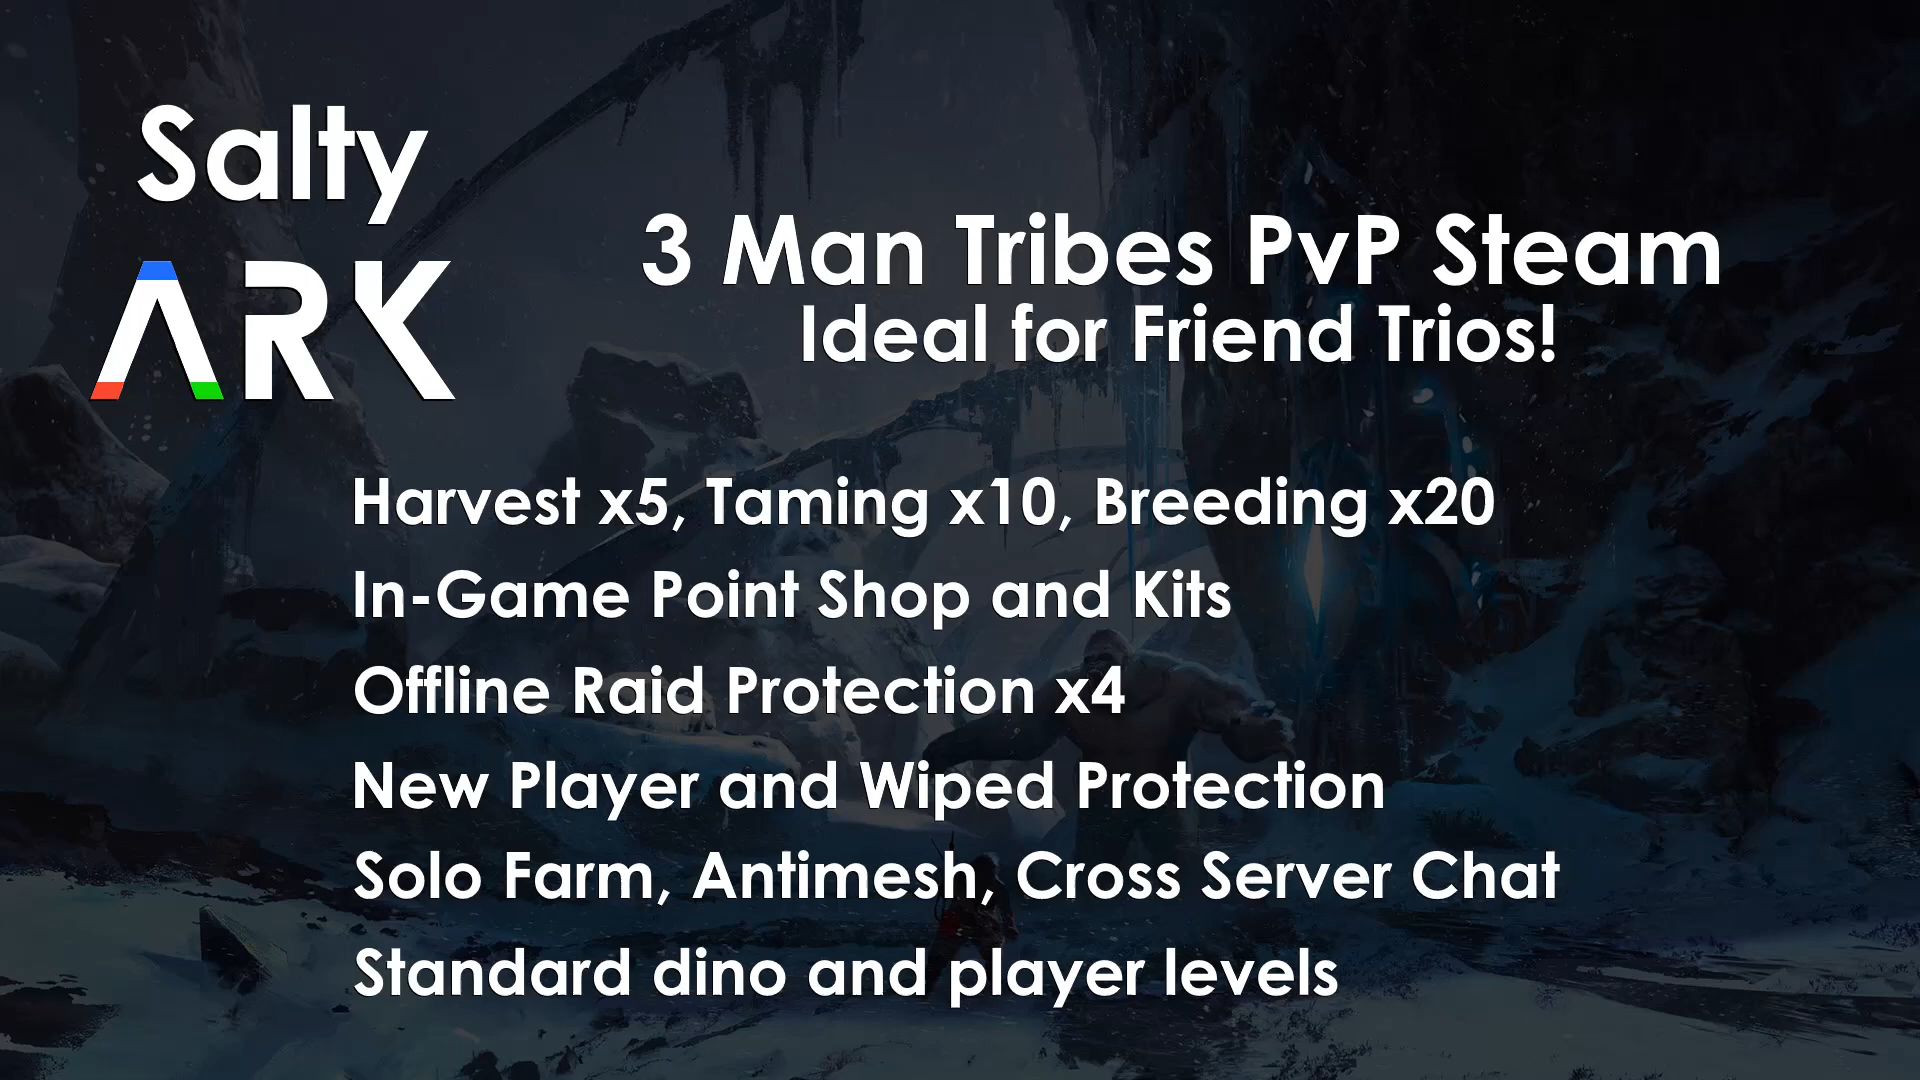 Salty
ARK
3 Man Tribes PvP Steam
Ideal for Friend Trios!
Harvest x5, Taming x10, Breeding x20
In-Game Point Shop and Kits
Offline Raid Protection x4
New Player and Wiped Protection
Solo Farm, Antimesh, Cross Server Chat
Standard dino and player levels